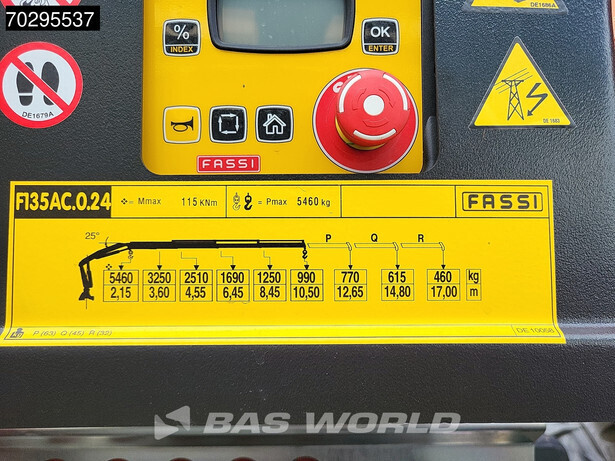 70295537
%
INDEX
OK
ENTER
DE1679A
DE1686A
DE 1683
FASSI
F135AC.0.24
= Mmax 115 KNm
= Pmax 5460 kg
FASSI
25°
P Q R
5460 3250 2510 1690 1250 990 770 615 460 kg
2,15 3,60 4,55 6,45 8,45 10,50 12,65 14,80 17,00 m
P (63) Q (45) R (32)
DE 10008
BAS WORLD